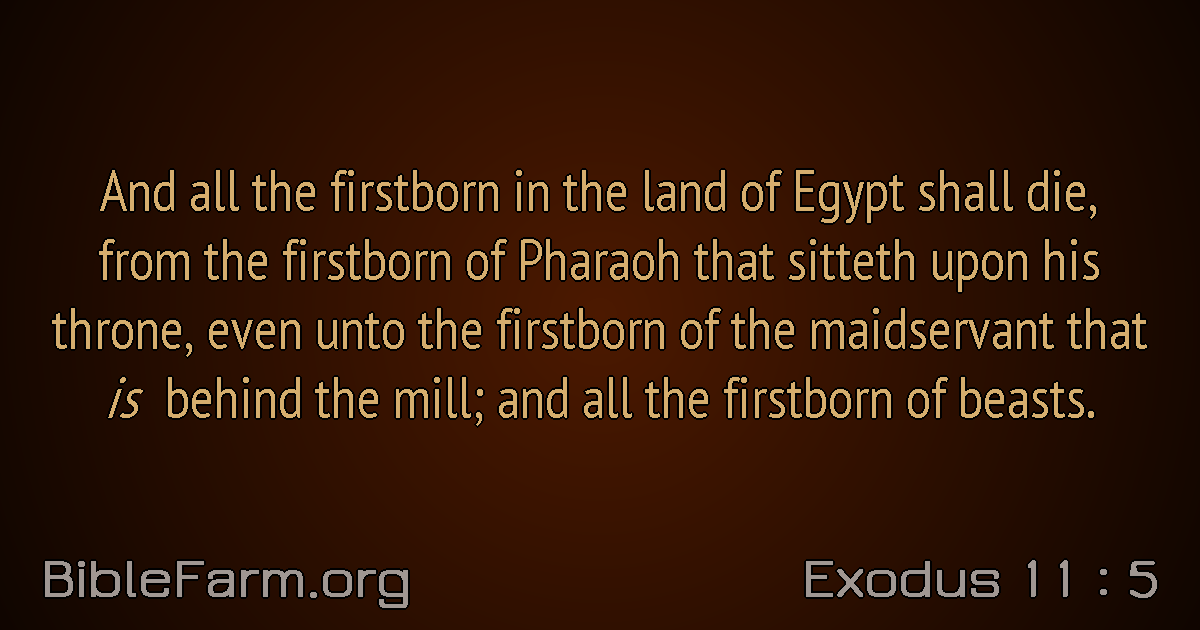 And all the firstborn in the land of Egypt shall die,
from the firstborn of Pharaoh that sitteth upon his
throne, even unto the firstborn of the maidservant that
is behind the mill; and all the firstborn of beasts.
BibleFarm.org
Exodus 11 : 5